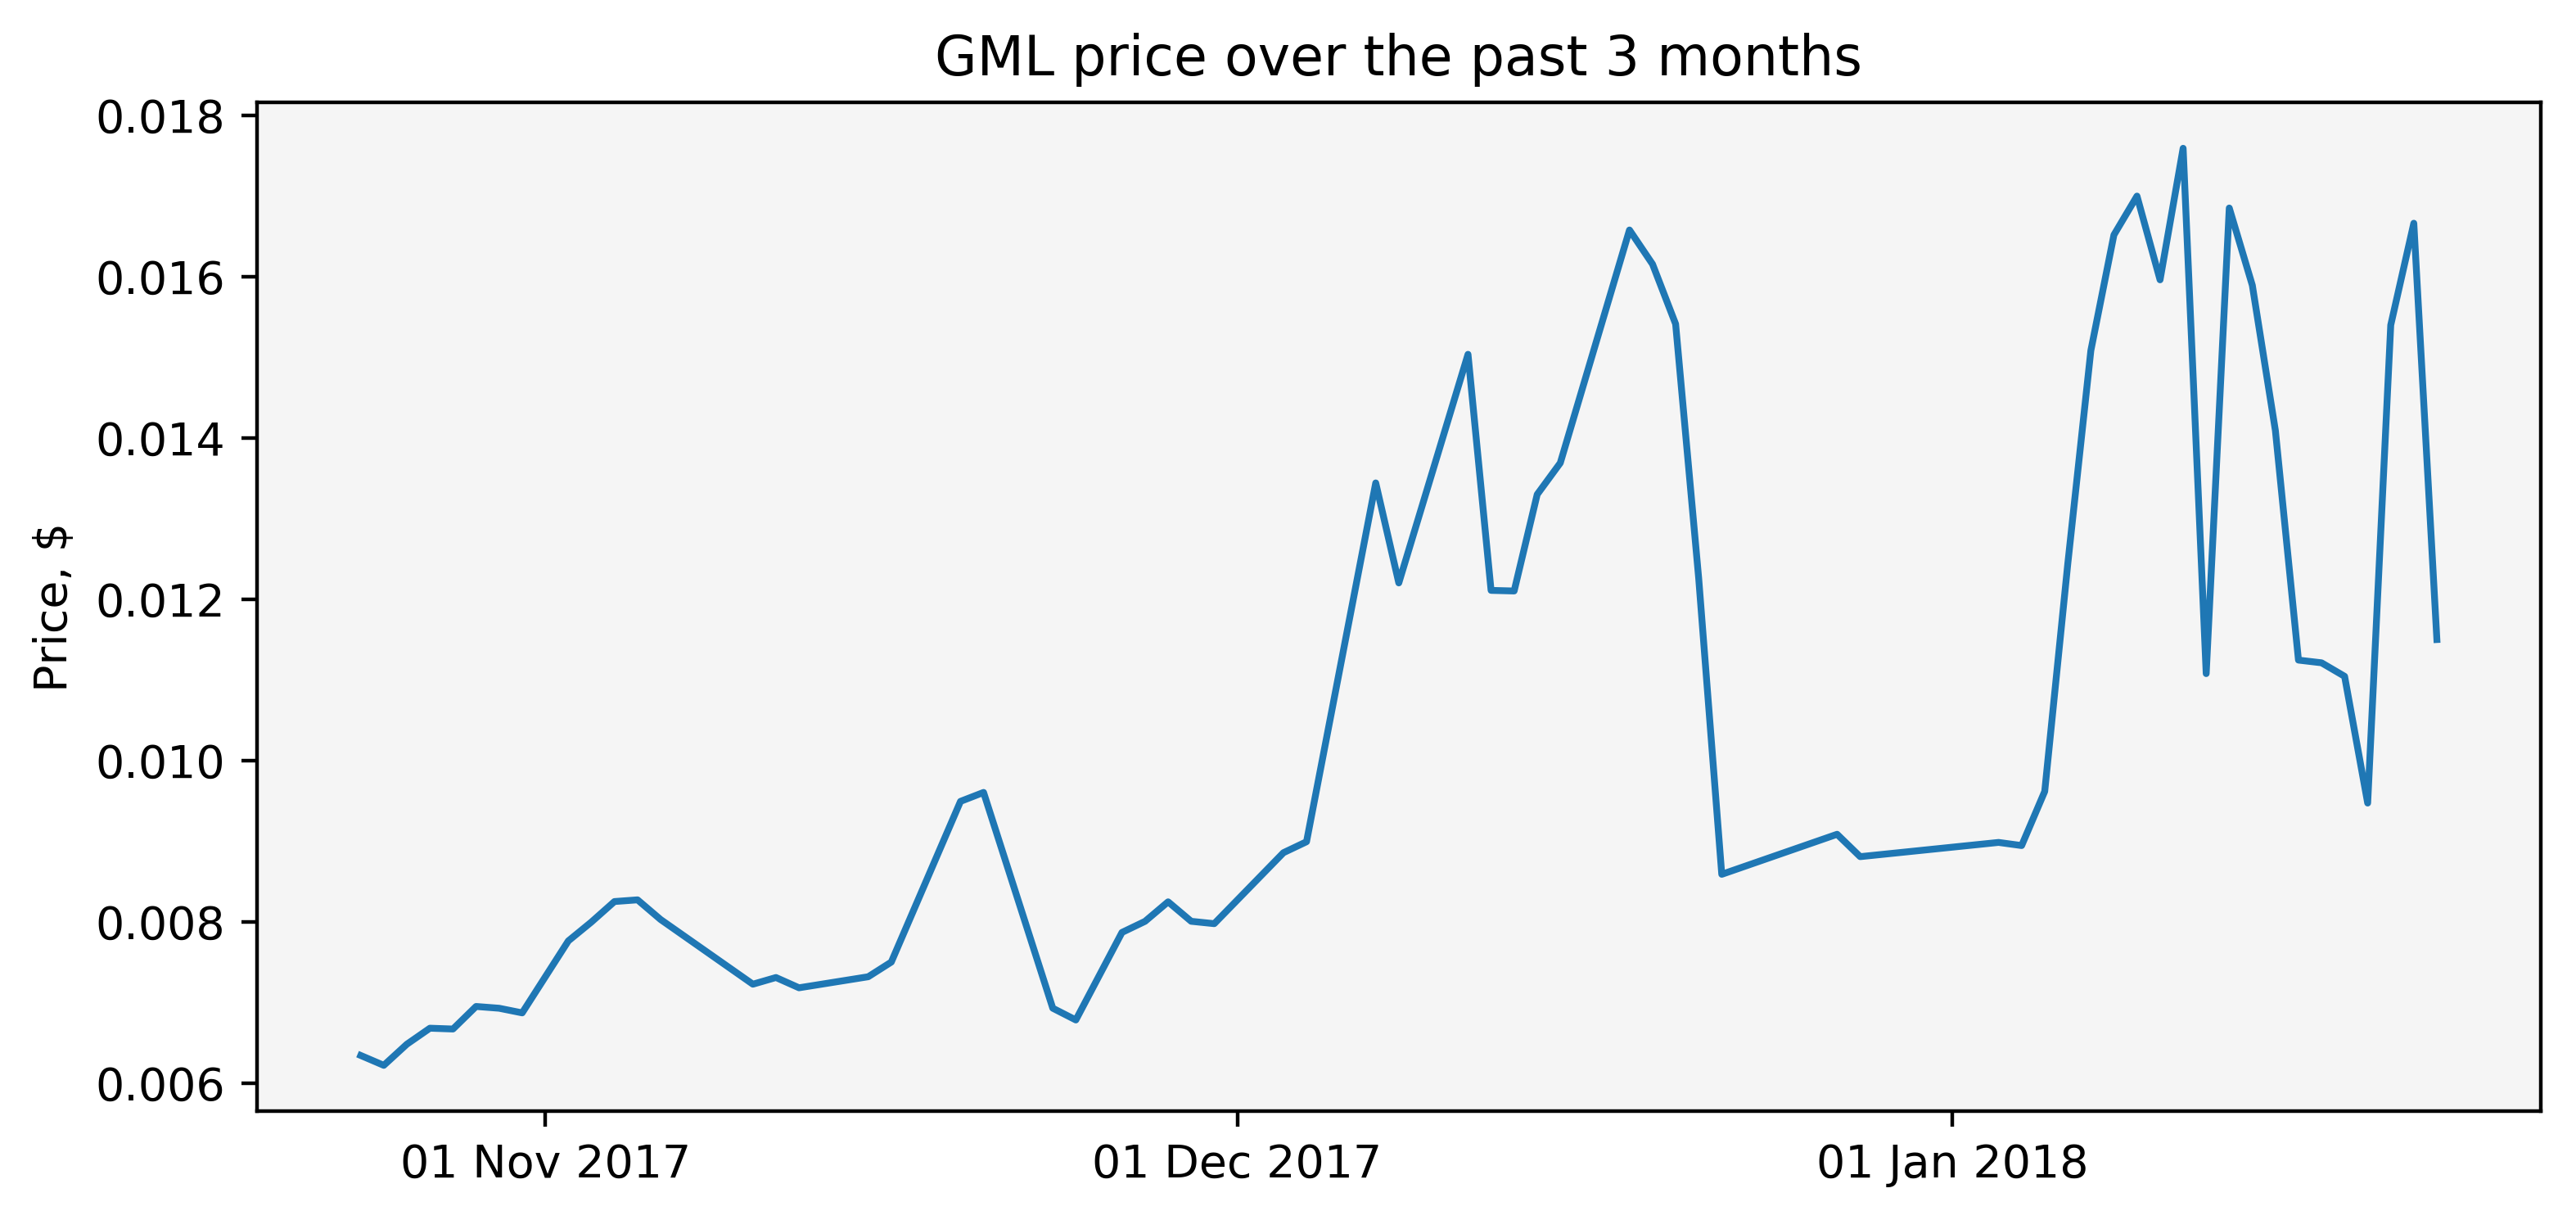 GML price over the past 3 months
0.018
0.016
0.014
0.012
0.010
0.008
0.006
Price, $
01 Nov 2017
01 Dec 2017
01 Jan 2018